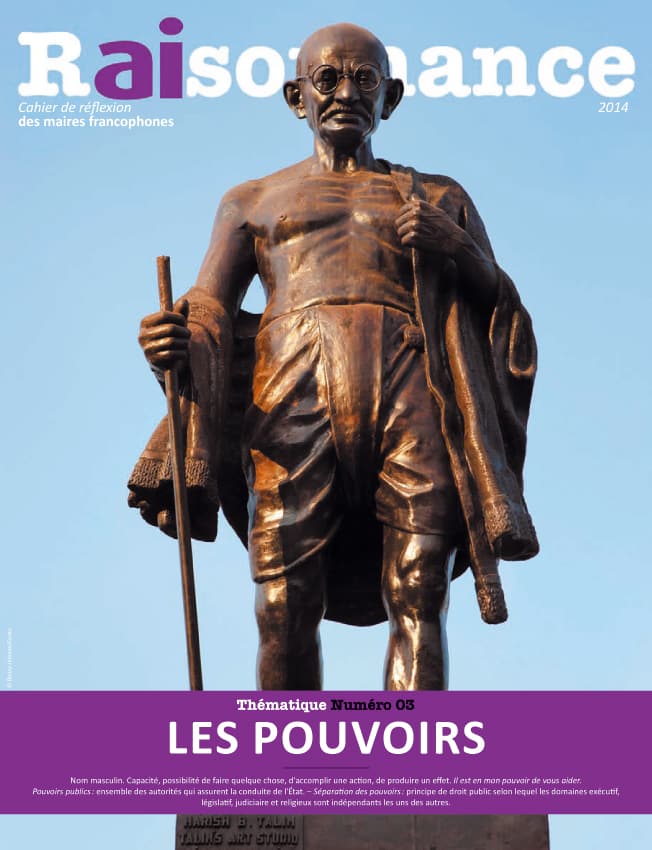 Raisonnance
Cahier de réflexion
des maires francophones
2014
Thématique Numéro 03
LES POUVOIRS
Nom masculin. Capacité, possibilité de faire quelque chose, d'accomplir une action, de produire un effet. Il est en mon pouvoir de vous aider.
Pouvoirs publics : ensemble des autorités qui assurent la conduite de l'État. – Séparation des pouvoirs : principe de droit public selon lequel les domaines exécutif,
législatif, judiciaire et religieux sont indépendants les uns des autres.
HARISH B. TALIM
TALIM'S ART STUDIO